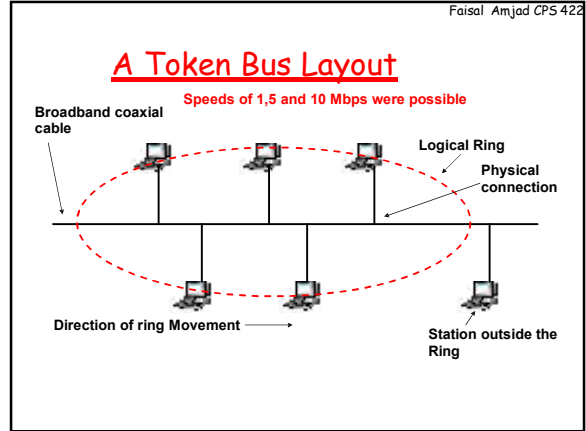 Faisal Amjad CPS 422
A Token Bus Layout
Speeds of 1,5 and 10 Mbps were possible
Broadband coaxial
cable
Logical Ring
Physical
connection
Direction of ring Movement
Station outside the
Ring